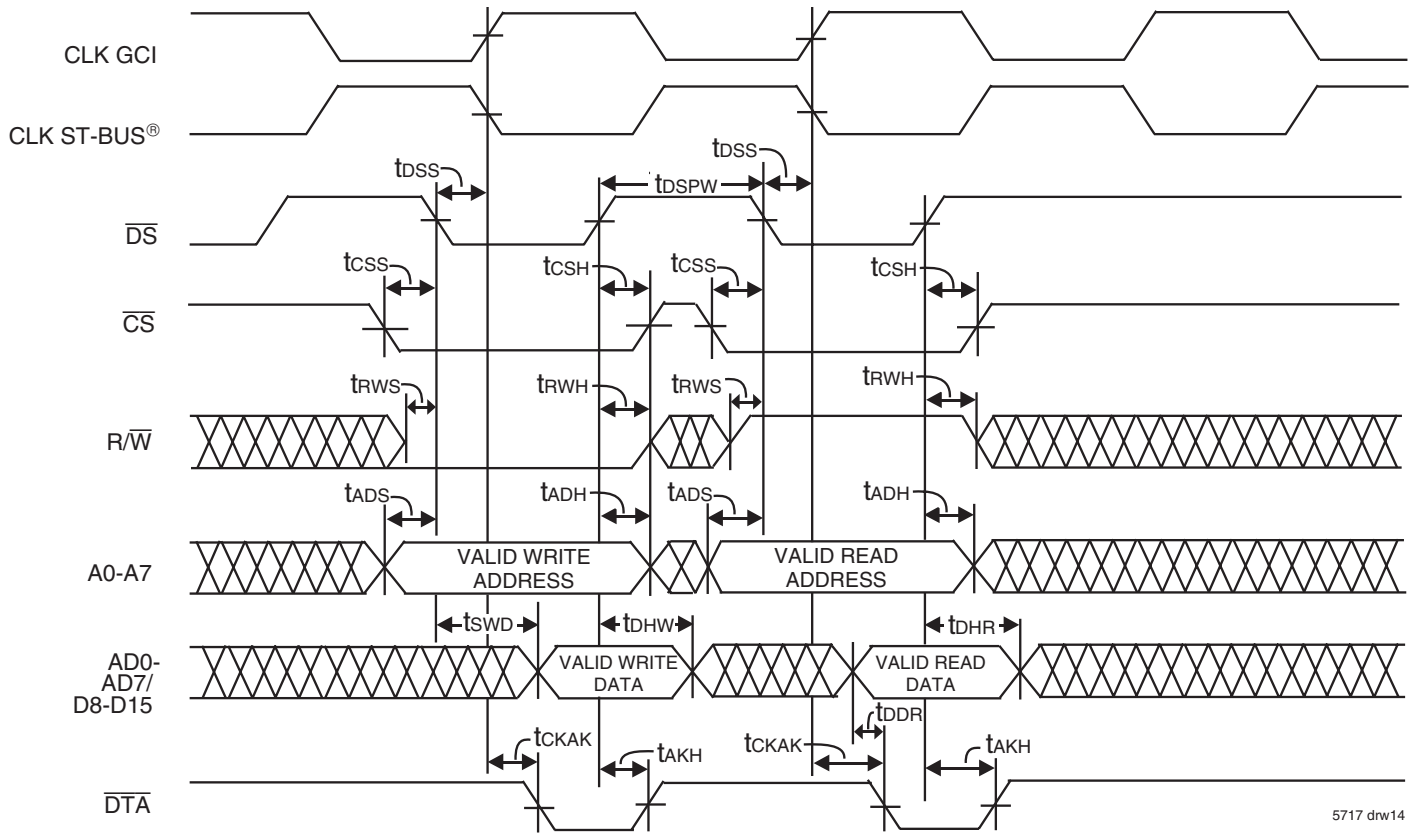 CLK GCI
CLK ST-BUS®
tDSS
tDSPW
tDSS
DS
tCSS
tCSH
tCSS
tCSH
CS
tRWS
tRWH
tRWS
tRWH
R/W
tADS
tADH
tADS
tADH
A0-A7
VALID WRITE
ADDRESS
VALID READ
ADDRESS
tSWD
tDHW
tDHR
AD0-
AD7/
D8-D15
VALID WRITE
DATA
VALID READ
DATA
tDDR
tCKAK
tAKH
tCKAK
tAKH
DTA
5717 drw14